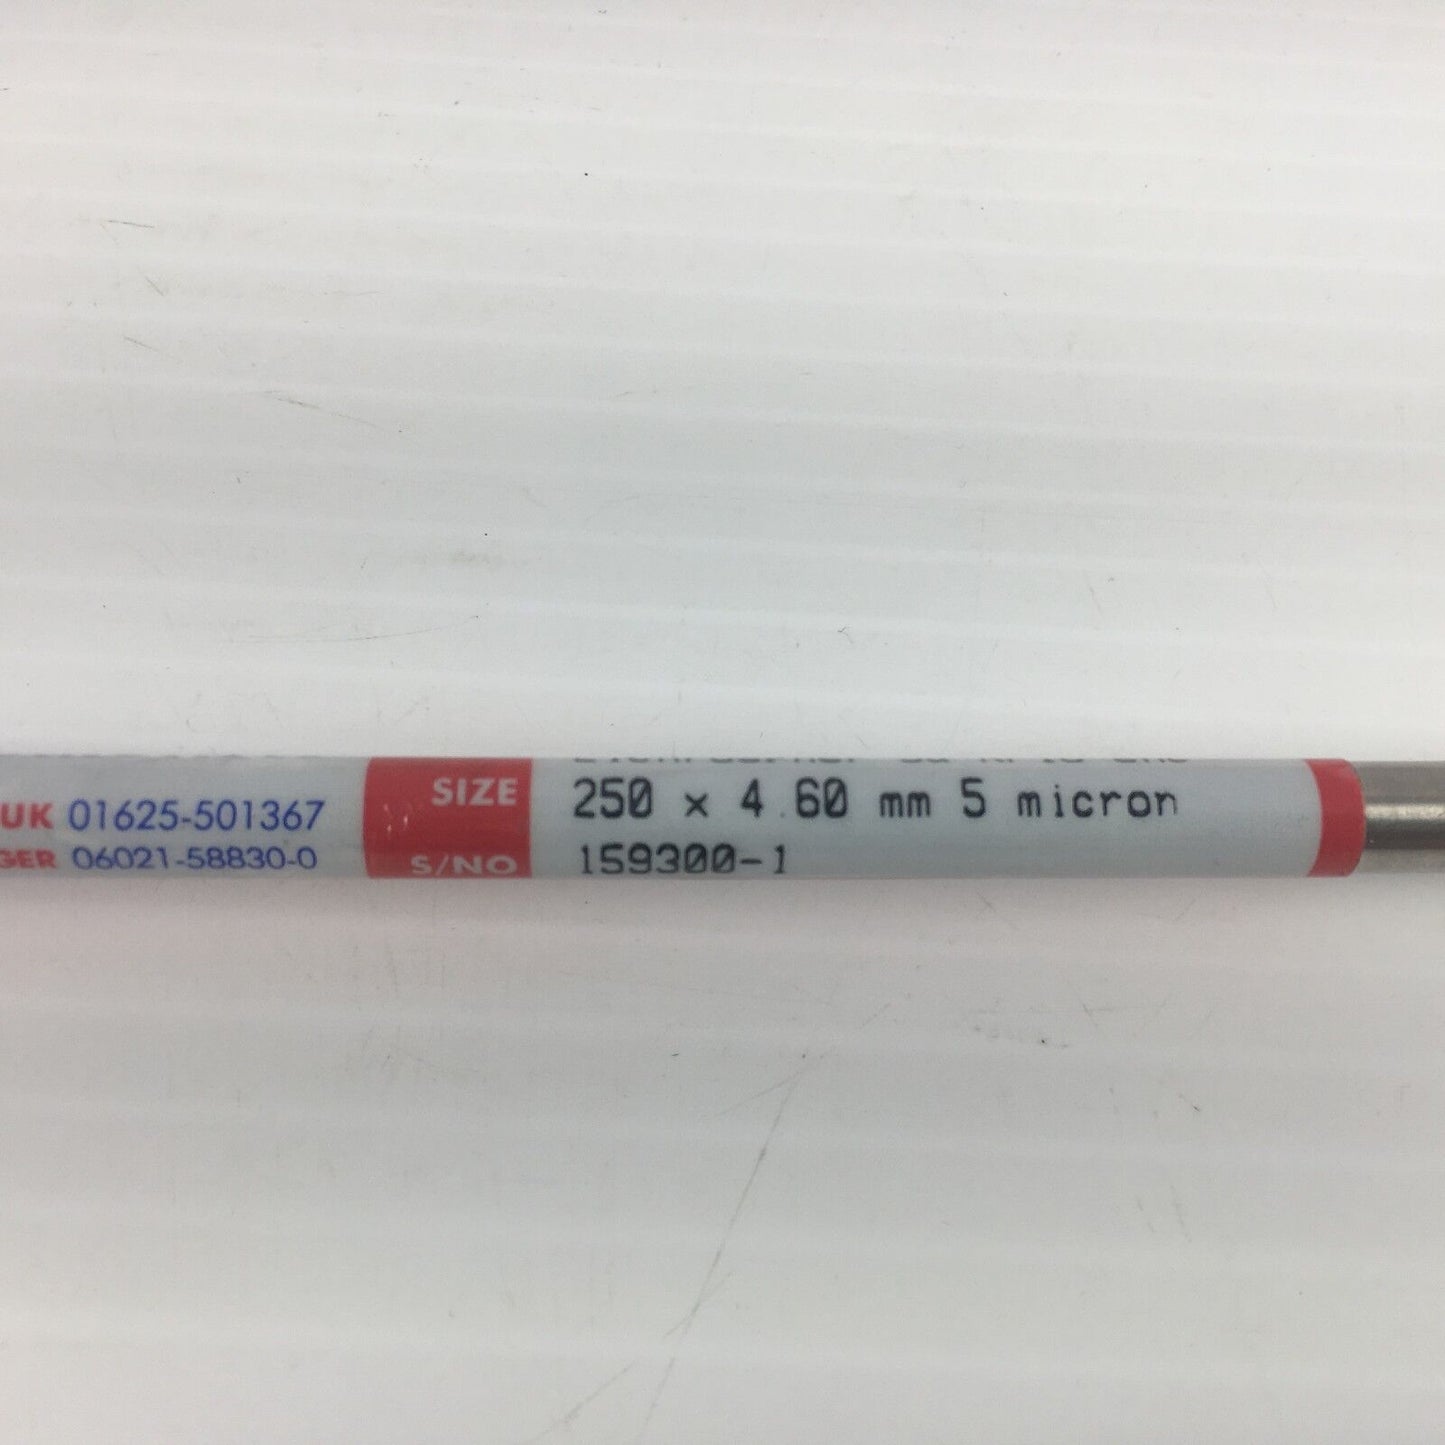 UK 01625-501367
GER 06021-58830-0
SIZE 250 x 4.60 mm 5 micron
S/NO 159300-1